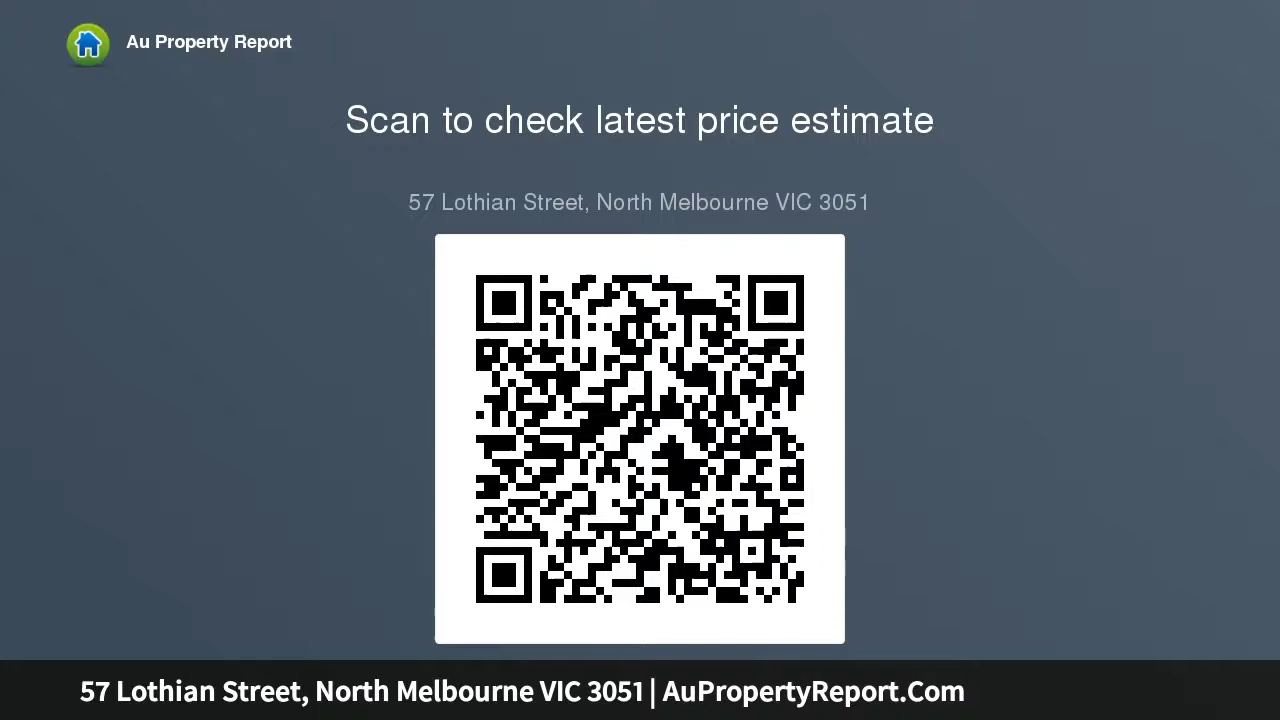 Au Property Report
Scan to check latest price estimate
57 Lothian Street, North Melbourne VIC 3051
57 Lothian Street, North Melbourne VIC 3051 | AuPropertyReport.Com